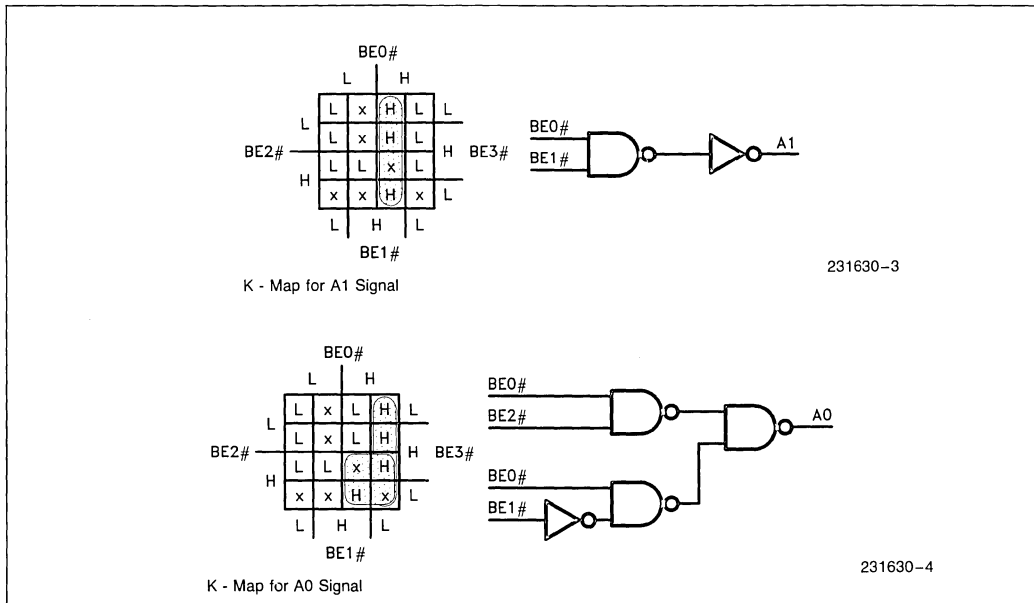 BE0#
L H
L x H L L
L
L x H L
BE2# H BE3#
L L x L
H
x x H x L
L H L
BE1#
K - Map for A1 Signal
BE0#
BE1#
A1
231630-3
BE0#
L H
L x L H L
L
L x L H
BE2# H BE3#
L L x H
H
x x H x L
L H L
BE1#
K - Map for A0 Signal
BE0#
BE2#
A0
BE0#
BE1#
231630-4